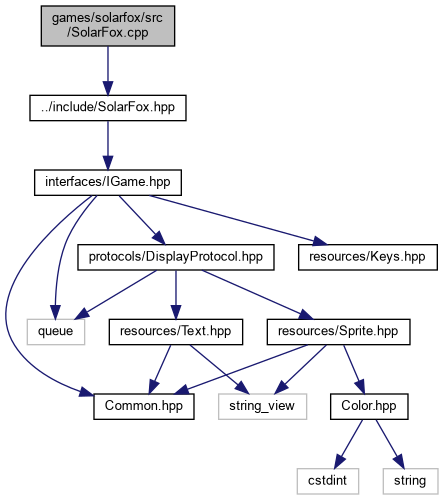 games/solarfox/src
/SolarFox.cpp
../include/SolarFox.hpp
interfaces/IGame.hpp
protocols/DisplayProtocol.hpp
resources/Keys.hpp
queue
resources/Text.hpp
resources/Sprite.hpp
Common.hpp
string_view
Color.hpp
cstdint
string